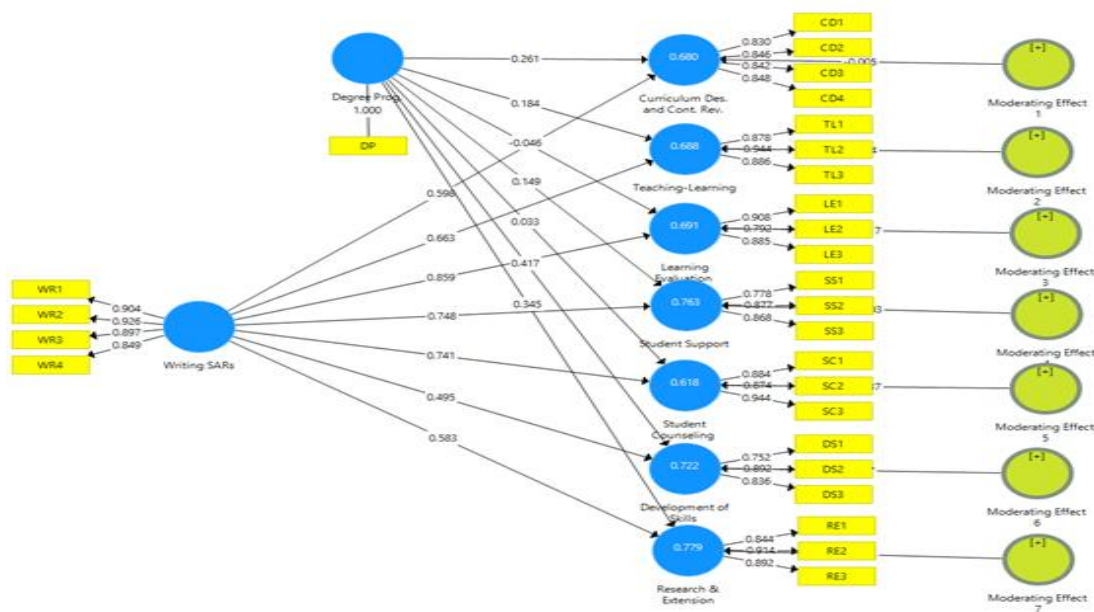 CD1
0.830
CD2
0.846
0.680
0.261
-0.005
0.842
CD3
0.848
CD4
[+]
Moderating Effect
1
Degree Prog.
1.000
DP
Curriculum Des.
and Cont. Rev.
0.184
-0.046
TL1
0.878
0.688
0.944
TL2
0.886
TL3
[+]
Moderating Effect
2
Teaching-Learning
0.149
0.598
0.033
0.663
LE1
0.908
0.691
0.792
LE2
0.885
LE3
[+]
Moderating Effect
3
Learning
Evaluation
0.859
0.417
0.345
SS1
0.778
0.763
0.877
SS2
0.868
SS3
[+]
Moderating Effect
Student Support
0.748
WR1
0.904
WR2
0.926
WR3
0.897
WR4
0.849
Writing SARs
0.741
SC1
0.884
0.618
0.874
SC2
0.944
SC3
[+]
Moderating Effect
5
Student
Counseling
0.495
DS1
0.752
0.722
0.892
DS2
0.836
DS3
[+]
Moderating Effect
6
Development of
Skills
0.583
RE1
0.844
0.779
0.914
RE2
0.892
RE3
[+]
Moderating Effect
7
Research &
Extension